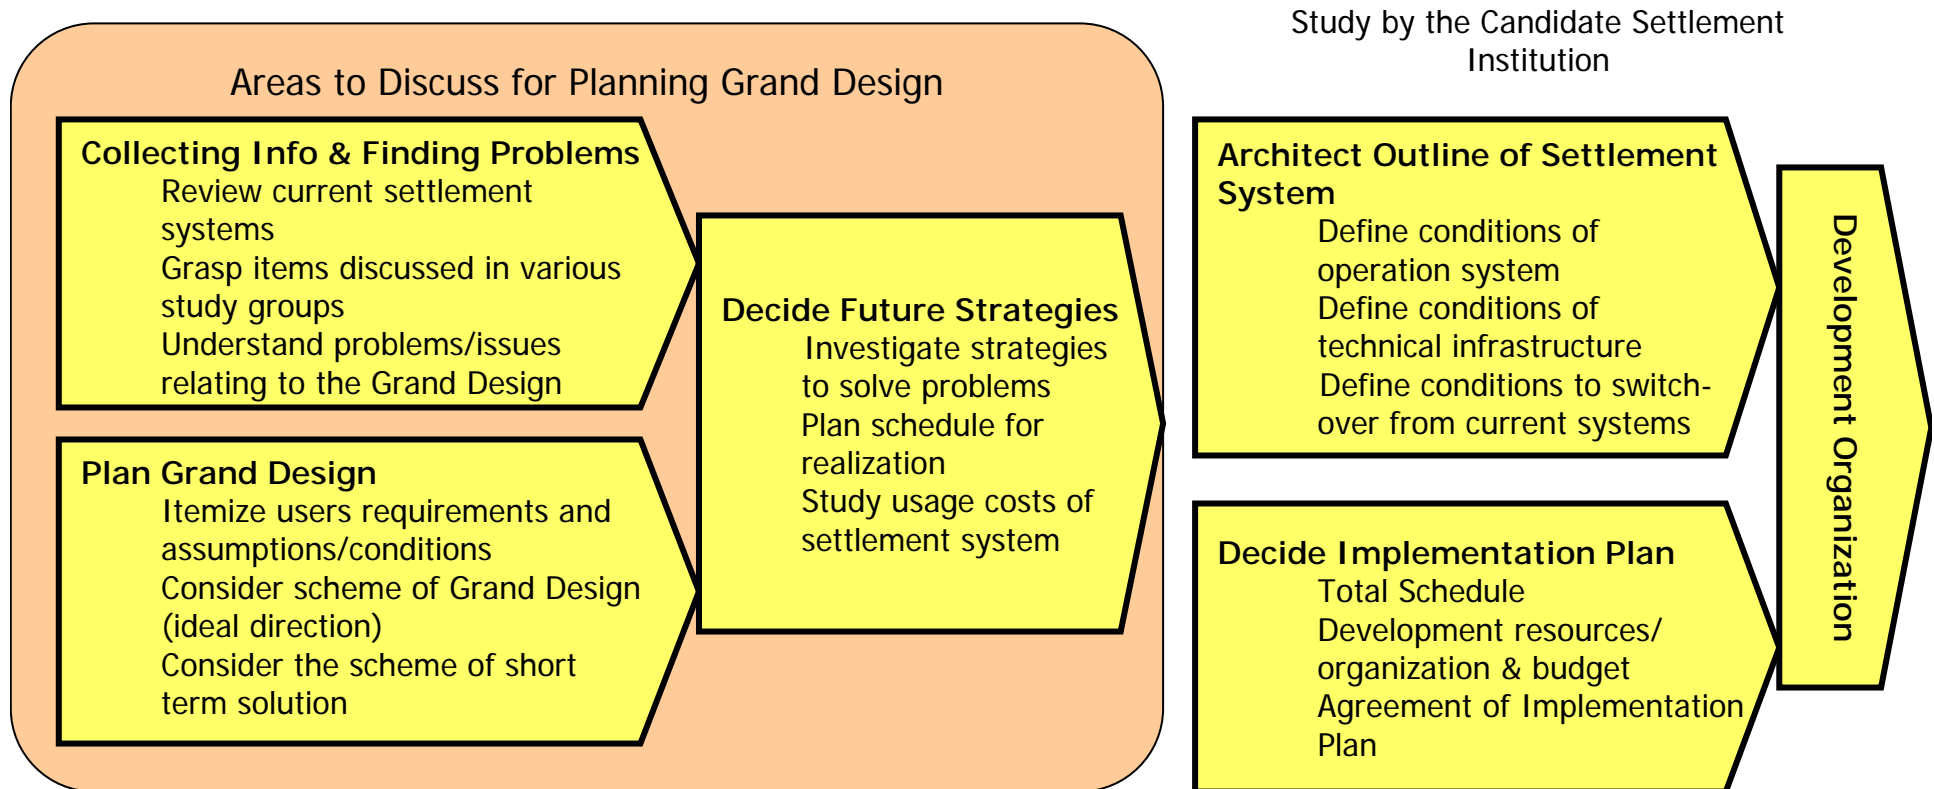 Areas to Discuss for Planning Grand Design
Collecting Info & Finding Problems
Review current settlement
systems
Grasp items discussed in various
study groups
Understand problems/issues
relating to the Grand Design
Plan Grand Design
Itemize users requirements and
assumptions/conditions
Consider scheme of Grand Design
(ideal direction)
Consider the scheme of short
term solution
Decide Future Strategies
Investigate strategies
to solve problems
Plan schedule for
realization
Study usage costs of
settlement system
Study by the Candidate Settlement
Institution
Architect Outline of Settlement
System
Define conditions of
operation system
Define conditions of
technical infrastructure
Define conditions to switch-
over from current systems
Decide Implementation Plan
Total Schedule
Development resources/
organization & budget
Agreement of Implementation
Plan
Development Organization